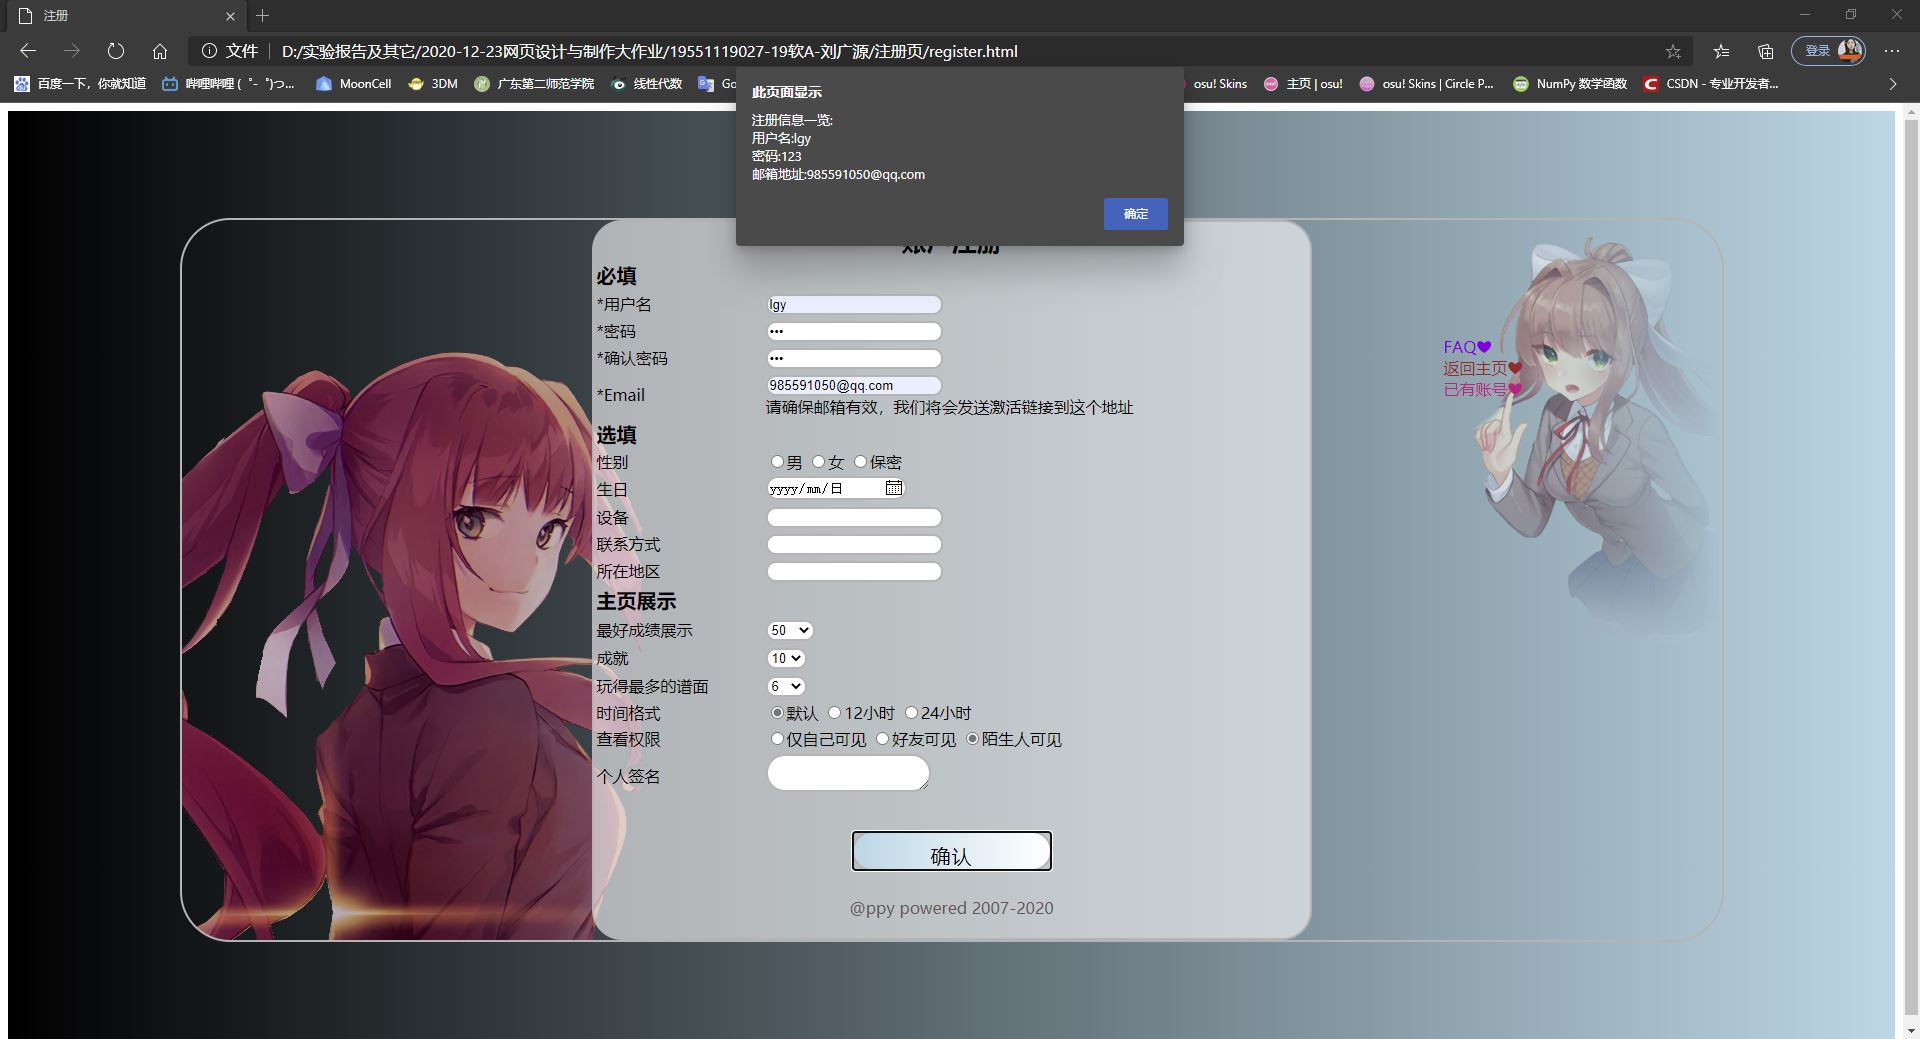 注册
文件 D:/实验报告及其它/2020-12-23网页设计与制作大作业/19551119027-19软A-刘广源/注册页/register.html
登录
百度一下，你就知道 哔哩哔哩 (゜-゜)つ... MoonCell 3DM 广东第二师范学院 线性代数 Go osu! Skins 主页 | osu! osu! Skins | Circle P... NumPy 数学函数 CSDN - 专业开发者...
此页面显示
注册信息一览:
用户名:lgy
密码:123
邮箱地址:985591050@qq.com
确定
账户注册
必填
*用户名 lgy
*密码 •••
*确认密码 •••
*Email 985591050@qq.com
请确保邮箱有效，我们将会发送激活链接到这个地址
选填
性别 男 女 保密
生日 yyyy/mm/日
设备
联系方式
所在地区
主页展示
最好成绩展示 50
成就 10
玩得最多的谱面 6
时间格式 默认 12小时 24小时
查看权限 仅自己可见 好友可见 陌生人可见
个人签名
确认
@ppy powered 2007-2020
FAQ♥
返回主页♥
已有账号♥